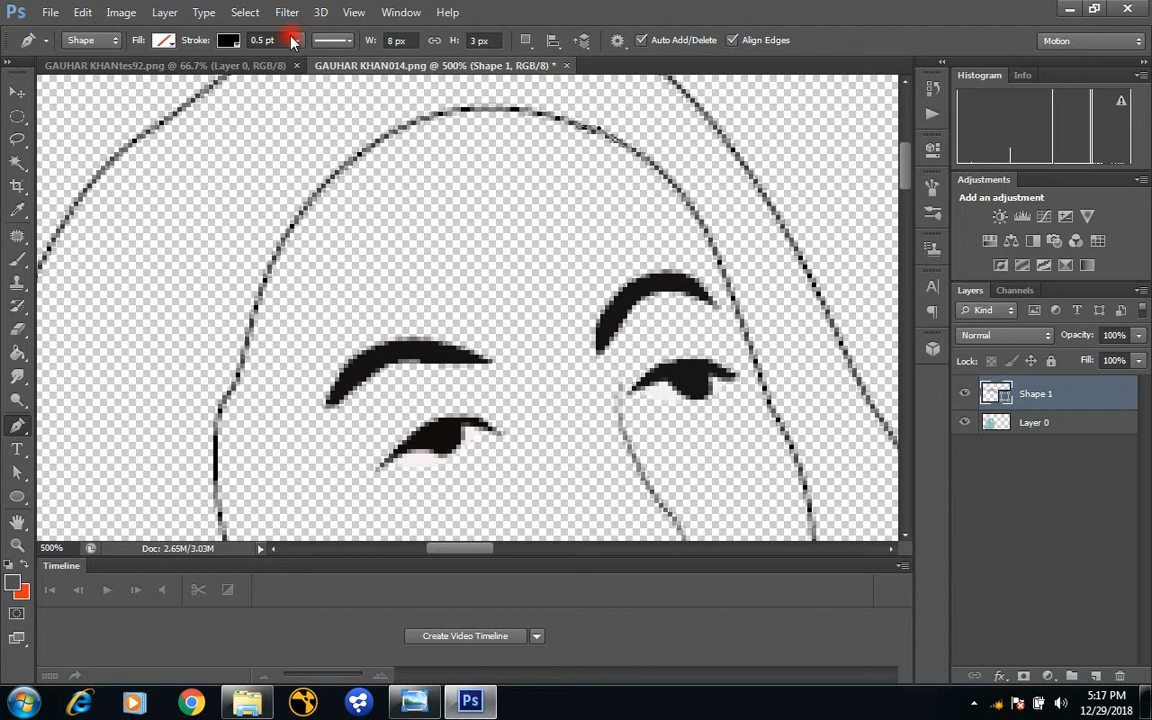 Ps File Edit Image Layer Type Select Filter 3D View Window Help
Shape Fill: Stroke: 0.5 pt W: 8 px H: 3 px Auto Add/Delete Align Edges Motion
GAUHAR KHANtes92.png @ 66.7% (Layer 0, RGB/8) × GAUHAR KHAN014.png @ 500% (Shape 1, RGB/8) * ×
Histogram Info
Adjustments
Add an adjustment
Layers Channels
Kind
Normal Opacity: 100%
Lock: Fill: 100%
Shape 1
Layer 0
500% Doc: 2.65M/3.03M
Timeline
Create Video Timeline
fx
Ps
5:17 PM
12/29/2018